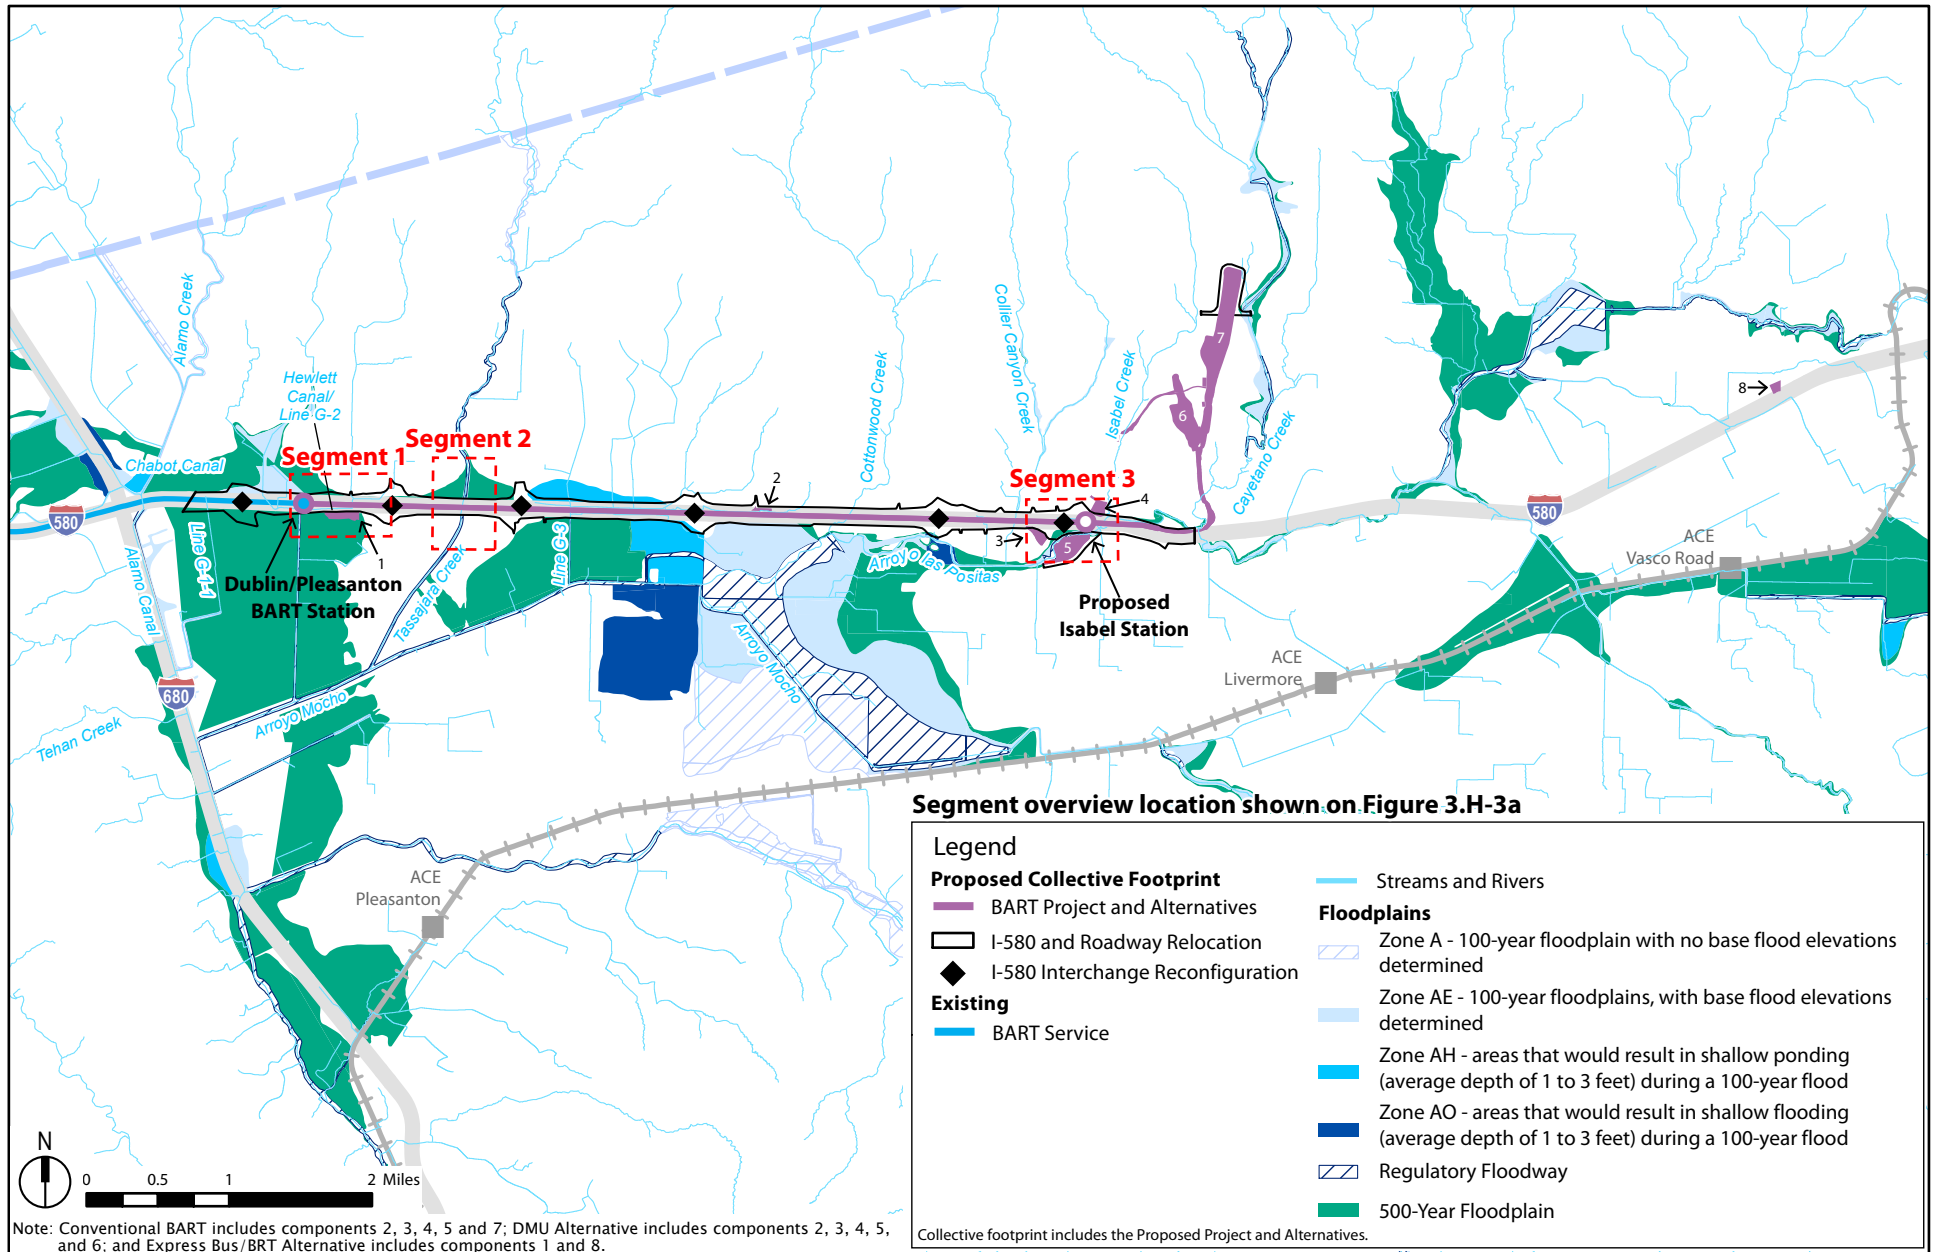 Alamo Creek
Hewlett
Canal/
Line G-2
Chabot Canal
Segment 1
Segment 2
580
Line G-1-1
Alamo Canal
1
Dublin/Pleasanton
BART Station
Tassajara Creek
Line G-3
2
Cottonwood Creek
Collier Canyon Creek
Isabel Creek
Segment 3
3
4
5
6
7
8
Cayetano Creek
580
Arroyo las Positas
Proposed
Isabel Station
ACE
Vasco Road
ACE
Livermore
Arroyo Mocho
680
Arroyo Mocho
Tehan Creek
ACE
Pleasanton
Segment overview location shown on Figure 3.H-3a
Legend
Proposed Collective Footprint
BART Project and Alternatives
I-580 and Roadway Relocation
I-580 Interchange Reconfiguration
Existing
BART Service
Streams and Rivers
Floodplains
Zone A - 100-year floodplain with no base flood elevations
determined
Zone AE - 100-year floodplains, with base flood elevations
determined
Zone AH - areas that would result in shallow ponding
(average depth of 1 to 3 feet) during a 100-year flood
Zone AO - areas that would result in shallow flooding
(average depth of 1 to 3 feet) during a 100-year flood
Regulatory Floodway
500-Year Floodplain
Collective footprint includes the Proposed Project and Alternatives.
N
0 0.5 1 2 Miles
Note: Conventional BART includes components 2, 3, 4, 5 and 7; DMU Alternative includes components 2, 3, 4, 5,
and 6; and Express Bus/BRT Alternative includes components 1 and 8.